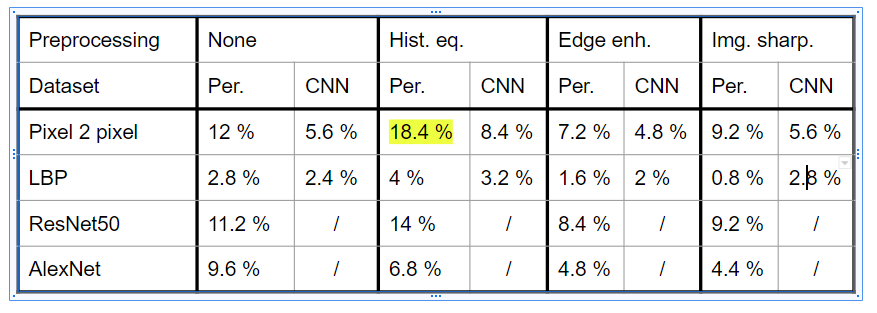 Preprocessing None Hist. eq. Edge enh. Img. sharp.
Dataset Per. CNN Per. CNN Per. CNN Per. CNN
Pixel 2 pixel 12 % 5.6 % 18.4 % 8.4 % 7.2 % 4.8 % 9.2 % 5.6 %
LBP 2.8 % 2.4 % 4 % 3.2 % 1.6 % 2 % 0.8 % 2.8 %
ResNet50 11.2 % / 14 % / 8.4 % / 9.2 % /
AlexNet 9.6 % / 6.8 % / 4.8 % / 4.4 % /